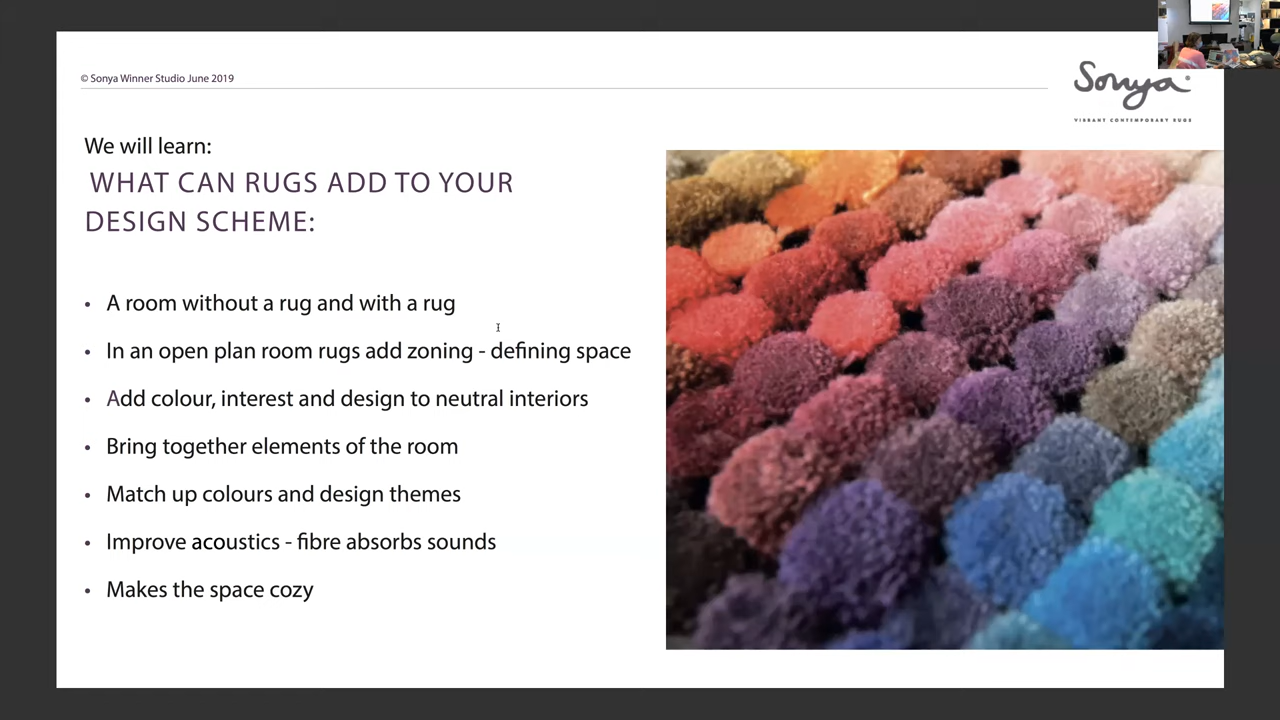 © Sonya Winner Studio June 2019
Sonya
VIBRANT CONTEMPORARY RUGS
We will learn:
WHAT CAN RUGS ADD TO YOUR
DESIGN SCHEME:
• A room without a rug and with a rug
• In an open plan room rugs add zoning - defining space
• Add colour, interest and design to neutral interiors
• Bring together elements of the room
• Match up colours and design themes
• Improve acoustics - fibre absorbs sounds
• Makes the space cozy